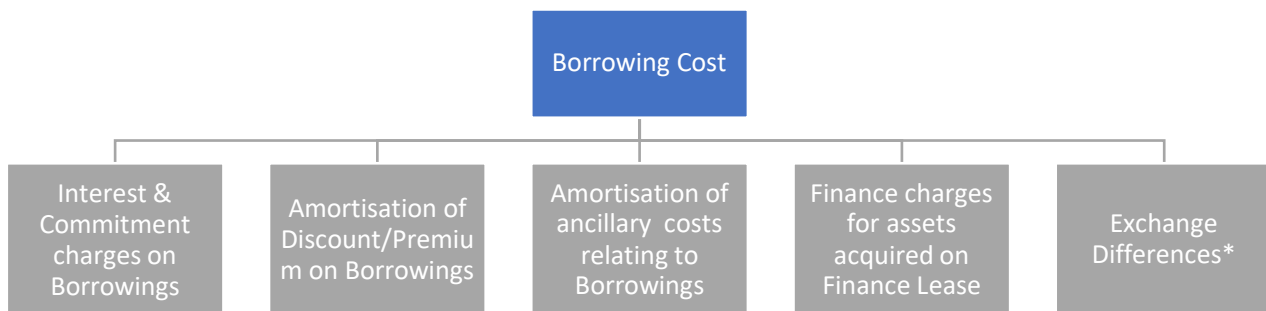 Borrowing Cost
Interest &
Commitment
charges on
Borrowings
Amortisation of
Discount/Premiu
m on Borrowings
Amortisation of
ancillary costs
relating to
Borrowings
Finance charges
for assets
acquired on
Finance Lease
Exchange
Differences*